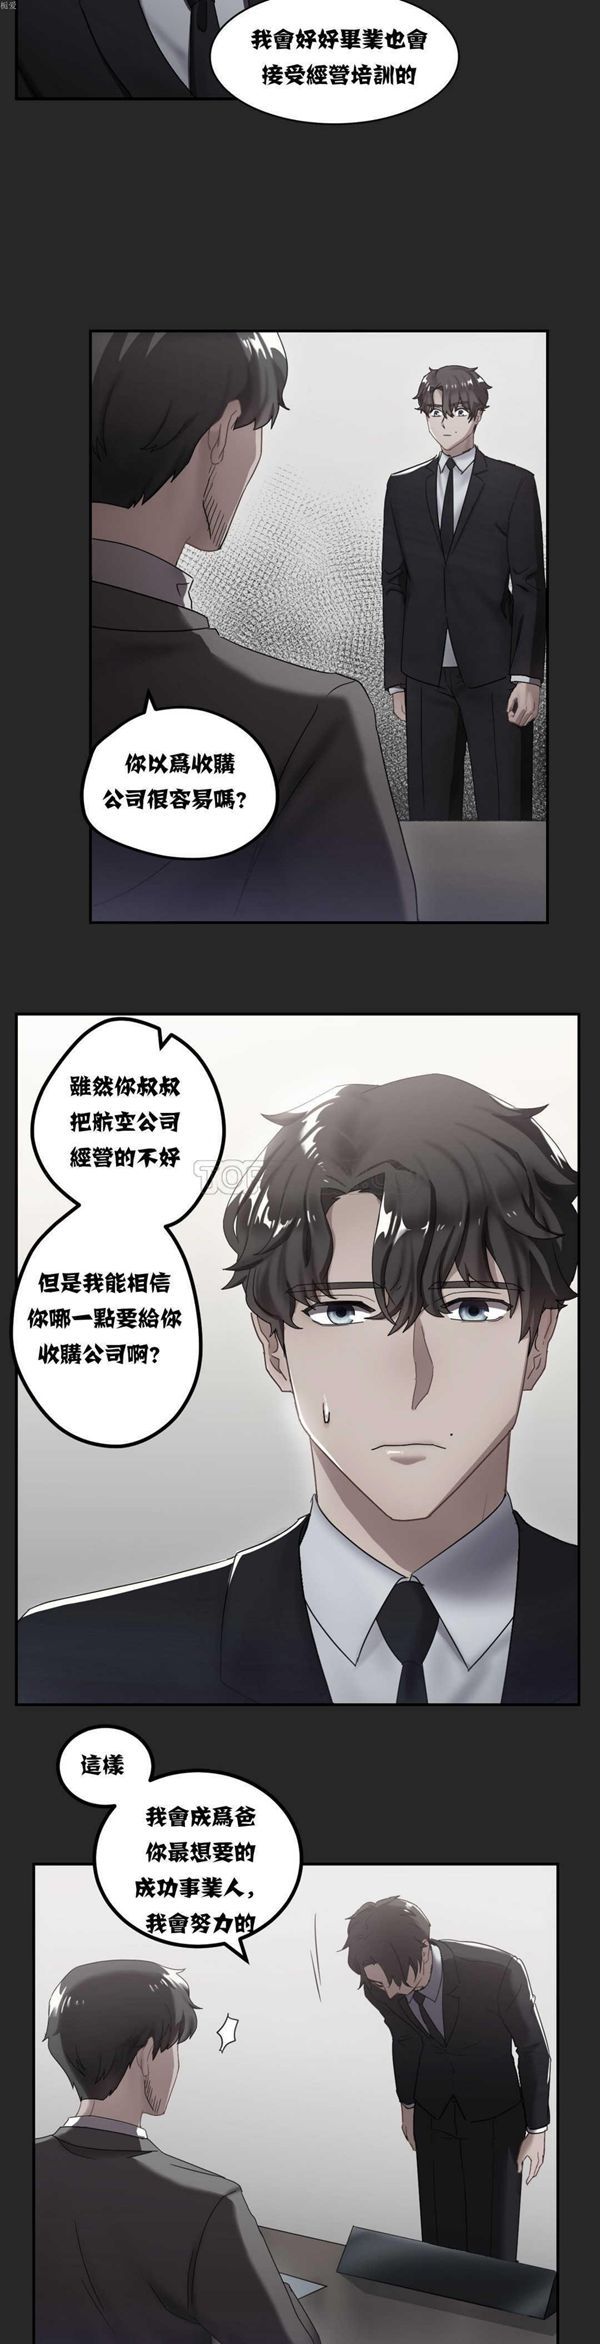 梔爱
我會好好畢業也會
接受經營培訓的
你以爲收購
公司很容易嗎?
雖然你叔叔
把航空公司
經營的不好
但是我能相信
你哪一點要給你
收購公司啊?
這樣
我會成爲爸
你最想要的
成功事業人,
我會努力的